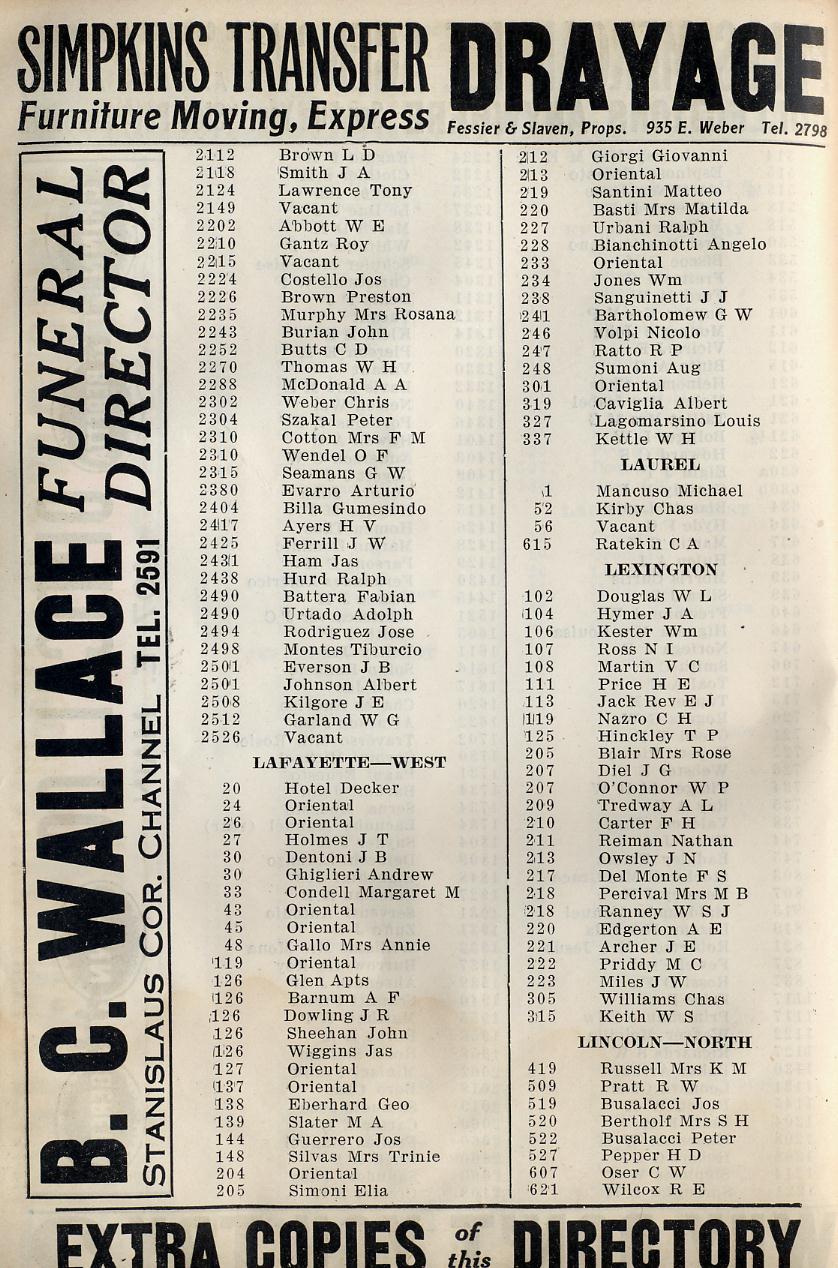 SIMPKINS TRANSFER DRAYAGE
Furniture Moving, Express Fessier & Slaven, Props. 935 E. Weber Tel. 2798
B. C. WALLACE FUNERAL DIRECTOR
STANISLAUS COR. CHANNEL TEL. 2591
2112 Brown L D
2118 Smith J A
2124 Lawrence Tony
2149 Vacant
2202 Abbott W E
2210 Gantz Roy
2215 Vacant
2224 Costello Jos
2226 Brown Preston
2235 Murphy Mrs Rosana
2243 Burian John
2252 Butts C D
2270 Thomas W H
2288 McDonald A A
2302 Weber Chris
2304 Szakal Peter
2310 Cotton Mrs F M
2310 Wendel O F
2315 Seamans G W
2380 Evarro Arturio
2404 Billa Gumesindo
2417 Ayers H V
2425 Ferrill J W
2431 Ham Jas
2438 Hurd Ralph
2490 Battera Fabian
2490 Urtado Adolph
2494 Rodriguez Jose
2498 Montes Tiburcio
2501 Everson J B
2501 Johnson Albert
2508 Kilgore J E
2512 Garland W G
2526 Vacant
LAFAYETTE—WEST
20 Hotel Decker
24 Oriental
26 Oriental
27 Holmes J T
30 Dentoni J B
30 Ghiglieri Andrew
33 Condell Margaret M
43 Oriental
45 Oriental
48 Gallo Mrs Annie
119 Oriental
126 Glen Apts
126 Barnum A F
126 Dowling J R
126 Sheehan John
126 Wiggins Jas
127 Oriental
137 Oriental
138 Eberhard Geo
139 Slater M A
144 Guerrero Jos
148 Silvas Mrs Trinie
204 Oriental
205 Simoni Elia
212 Giorgi Giovanni
213 Oriental
219 Santini Matteo
220 Basti Mrs Matilda
227 Urbani Ralph
228 Bianchinotti Angelo
233 Oriental
234 Jones Wm
238 Sanguinetti J J
241 Bartholomew G W
246 Volpi Nicolo
247 Ratto R P
248 Sumoni Aug
301 Oriental
319 Caviglia Albert
327 Lagomarsino Louis
337 Kettle W H
LAUREL
1 Mancuso Michael
52 Kirby Chas
56 Vacant
615 Ratekin C A
LEXINGTON
102 Douglas W L
104 Hymer J A
106 Kester Wm
107 Ross N I
108 Martin V C
111 Price H E
113 Jack Rev E J
119 Nazro C H
125 Hinckley T P
205 Blair Mrs Rose
207 Diel J G
207 O'Connor W P
209 Tredway A L
210 Carter F H
211 Reiman Nathan
213 Owsley J N
217 Del Monte F S
218 Percival Mrs M B
218 Ranney W S J
220 Edgerton A E
221 Archer J E
222 Priddy M C
223 Miles J W
305 Williams Chas
315 Keith W S
LINCOLN—NORTH
419 Russell Mrs K M
509 Pratt R W
519 Busalacci Jos
520 Bertholf Mrs S H
522 Busalacci Peter
527 Pepper H D
607 Oser C W
621 Wilcox R E
EXTRA COPIES of this DIRECTORY